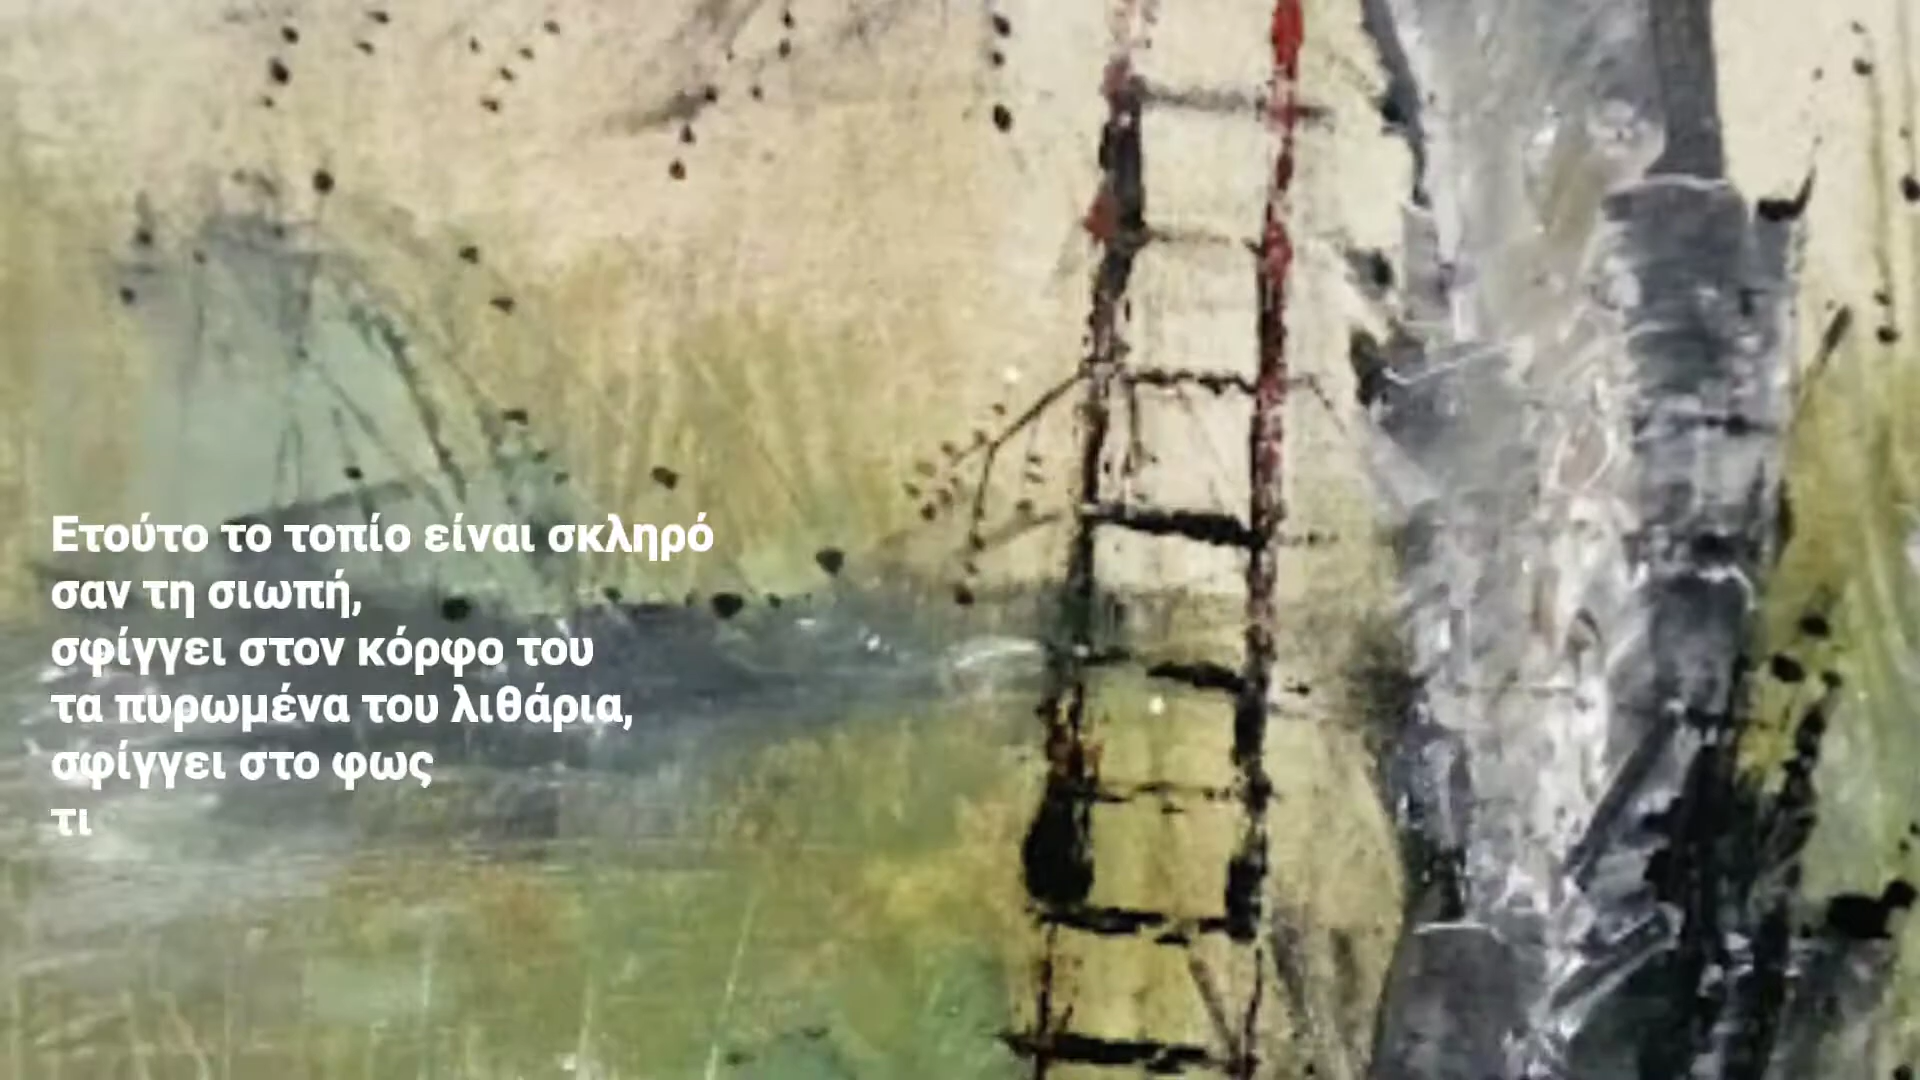 Ετούτο το τοπίο είναι σκληρό
σαν τη σιωπή,
σφίγγει στον κόρφο του
τα πυρωμένα του λιθάρια,
σφίγγει στο φως
τι